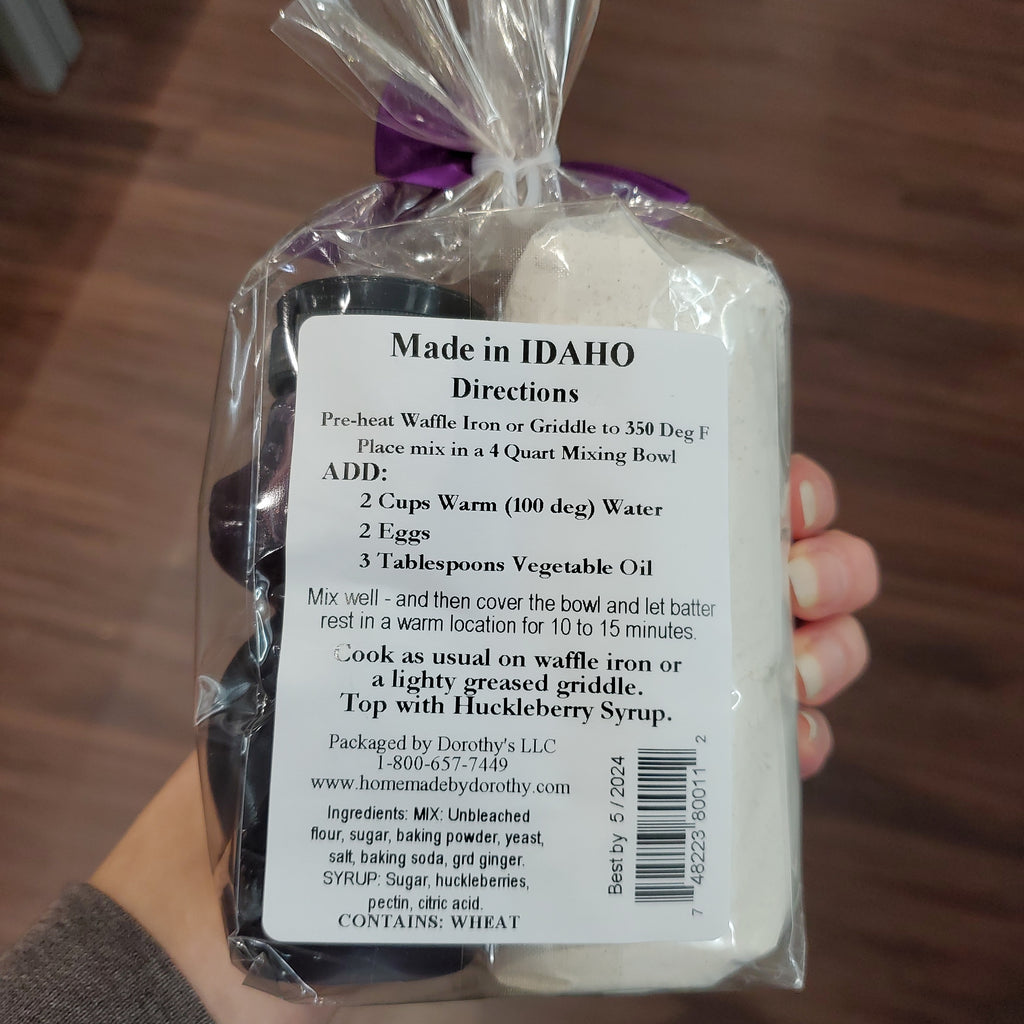 Made in IDAHO
Directions
Pre-heat Waffle Iron or Griddle to 350 Deg F
Place mix in a 4 Quart Mixing Bowl
ADD:
2 Cups Warm (100 deg) Water
2 Eggs
3 Tablespoons Vegetable Oil
Mix well - and then cover the bowl and let batter
rest in a warm location for 10 to 15 minutes.
Cook as usual on waffle iron or
a lighty greased griddle.
Top with Huckleberry Syrup.
Packaged by Dorothy's LLC
1-800-657-7449
www.homemadebydorothy.com
Ingredients: MIX: Unbleached
flour, sugar, baking powder, yeast,
salt, baking soda, grd ginger.
SYRUP: Sugar, huckleberries,
pectin, citric acid.
CONTAINS: WHEAT
Best by 5 / 2024
7 48223 80011 2